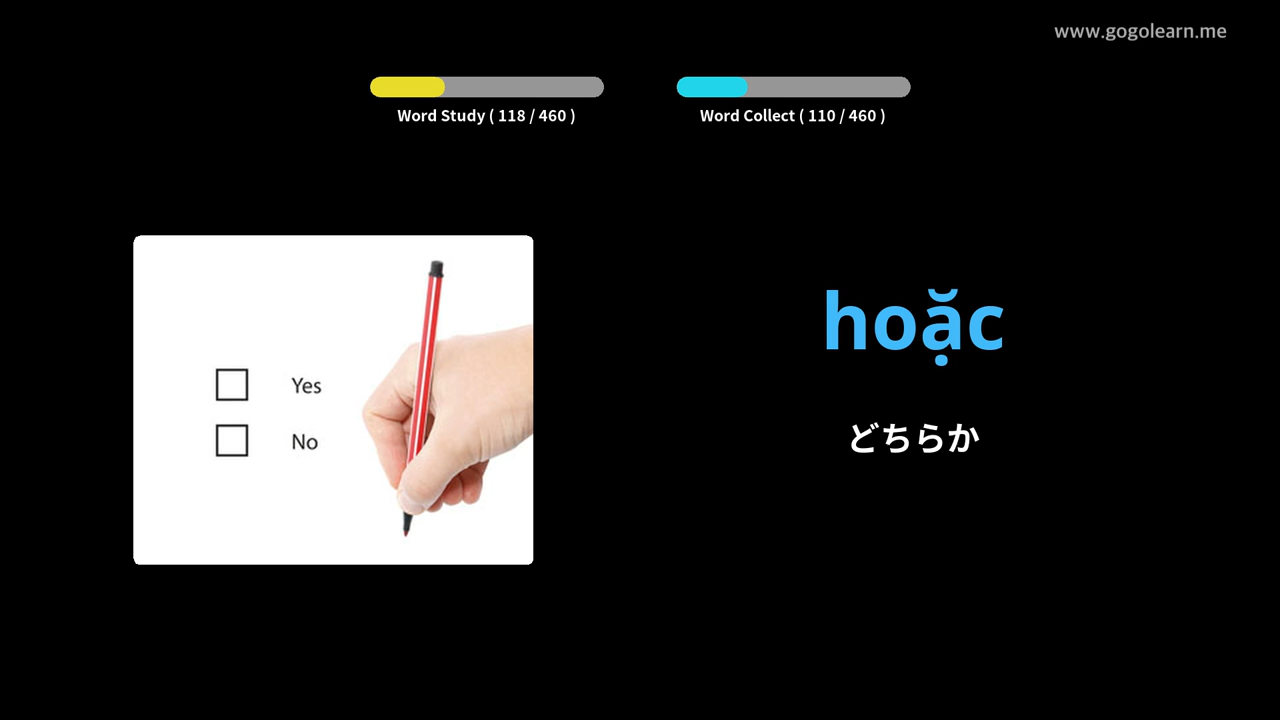 www.gogolearn.me
Word Study ( 118 / 460 )
Word Collect ( 110 / 460 )
Yes
No
hoặc
どちらか